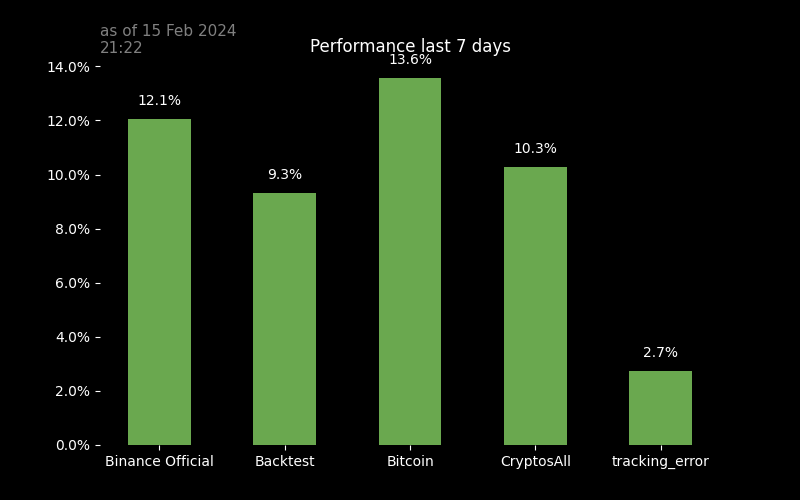 as of 15 Feb 2024
21:22
Performance last 7 days
14.0%
12.0%
10.0%
8.0%
6.0%
4.0%
2.0%
0.0%
12.1%
9.3%
13.6%
10.3%
2.7%
Binance Official
Backtest
Bitcoin
CryptosAll
tracking_error